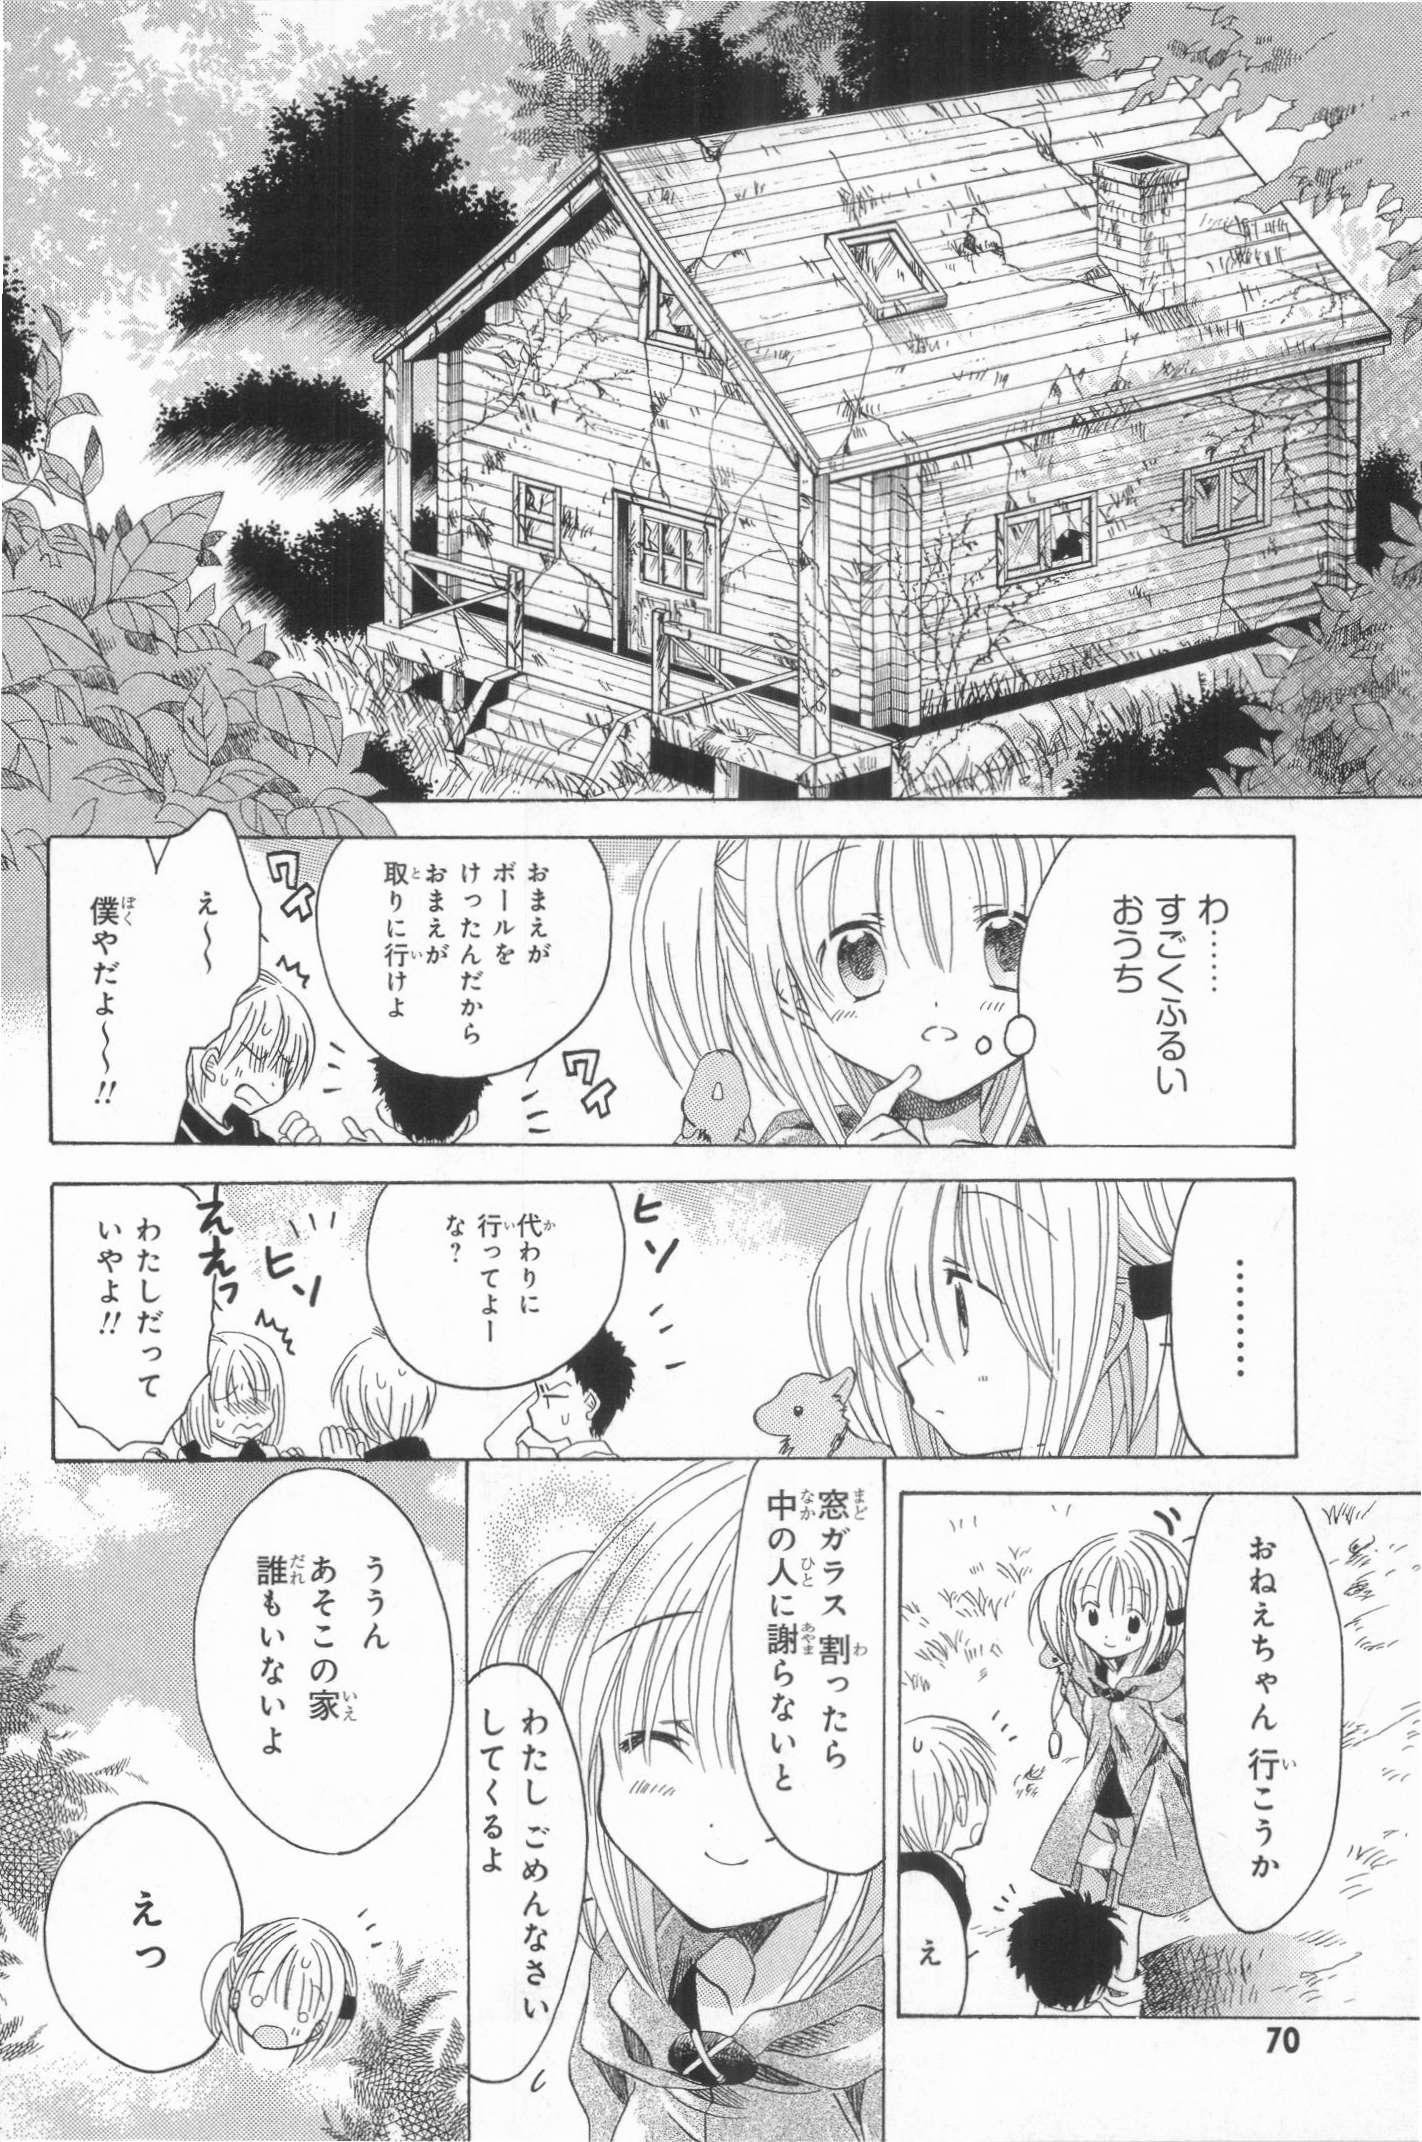 わ……
すごくふるい
おうち
おまえが
ボールを
けったんだから
おまえが
取りに行けよ
ワイ
ワイ
え～～
僕やだよ～～!!
………
ヒソ
代わりに
行ってよー
な?
ヒソ
ええっ
わたしだって
いやよ!!
おねえちゃん 行こうか
え
窓ガラス 割ったら
中の人に謝らないと
わたし ごめんなさい
してくるよ
ううん
あそこの家
誰もいないよ
えっ
70